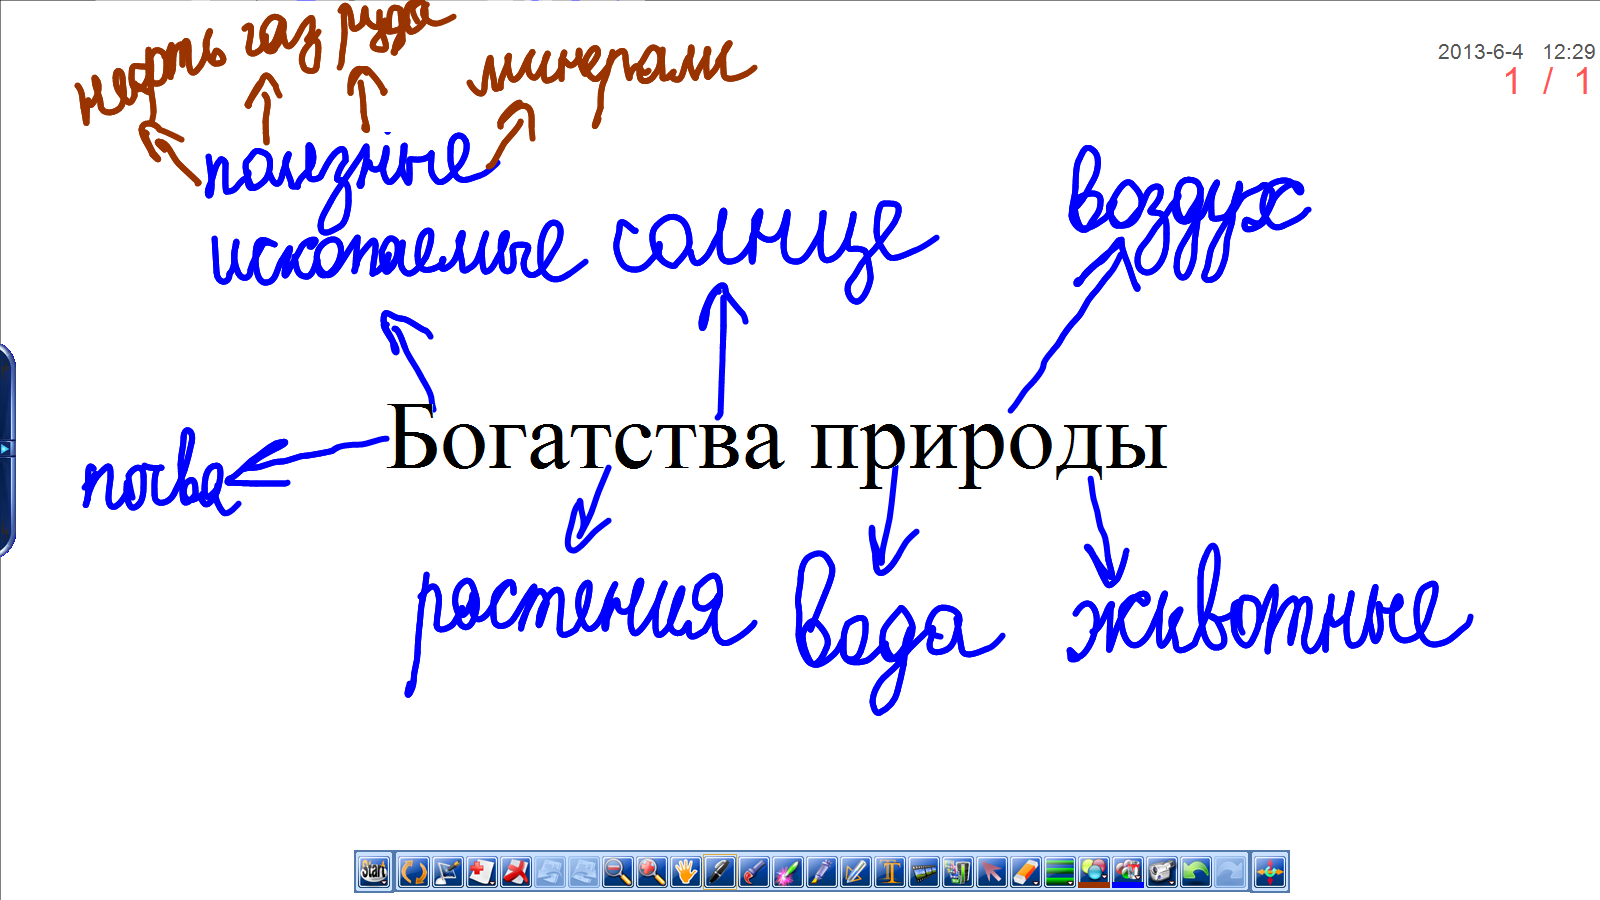 нефть газ руда
минералы
2013-6-4 12:29
1 / 1
полезные
ископаемые солнце
воздух
Богатства природы
почва
растения вода животные
Start